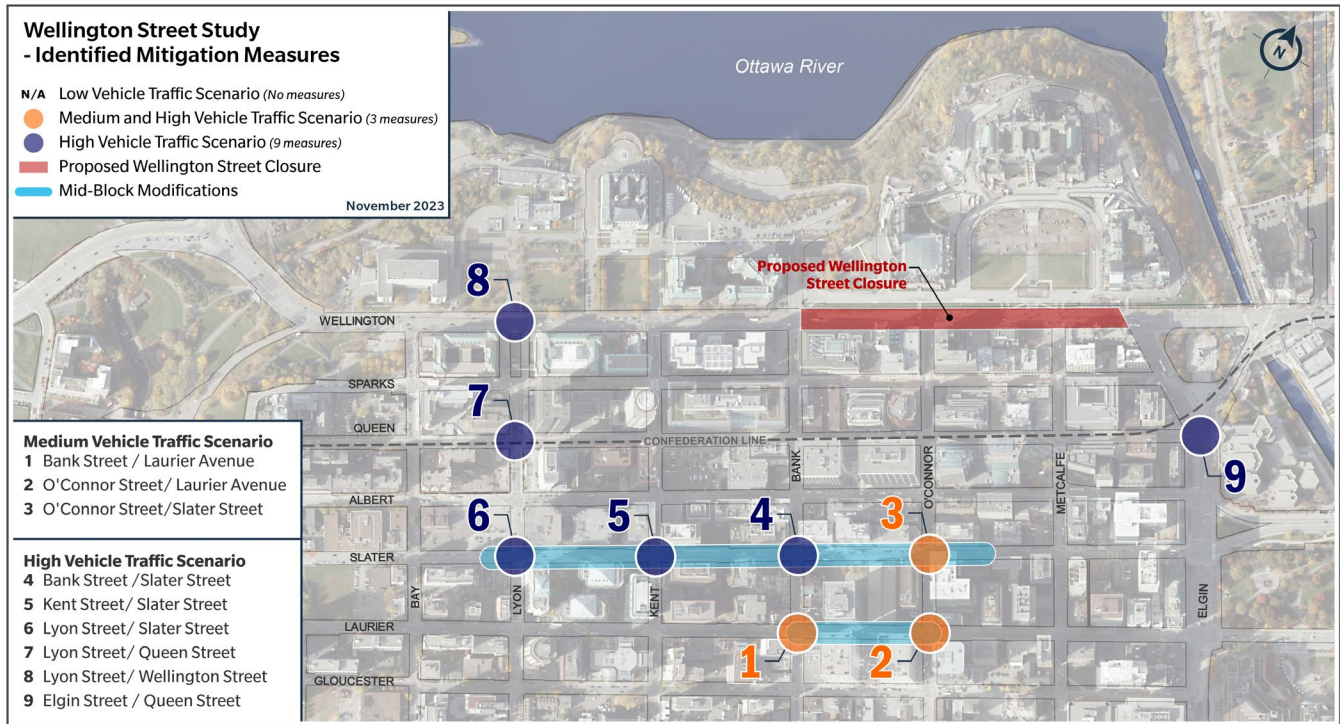 Wellington Street Study
- Identified Mitigation Measures
N/A Low Vehicle Traffic Scenario (No measures)
Medium and High Vehicle Traffic Scenario (3 measures)
High Vehicle Traffic Scenario (9 measures)
Proposed Wellington Street Closure
Mid-Block Modifications
November 2023
Ottawa River
N
Proposed Wellington
Street Closure
8
WELLINGTON
SPARKS
7
QUEEN
CONFEDERATION LINE
BANK
O'CONNOR
METCALFE
9
ALBERT
6
5
4
3
SLATER
BAY
LYON
KENT
ELGIN
LAURIER
1
2
GLOUCESTER
Medium Vehicle Traffic Scenario
1 Bank Street / Laurier Avenue
2 O'Connor Street/ Laurier Avenue
3 O'Connor Street/Slater Street
High Vehicle Traffic Scenario
4 Bank Street /Slater Street
5 Kent Street/ Slater Street
6 Lyon Street/ Slater Street
7 Lyon Street/ Queen Street
8 Lyon Street/ Wellington Street
9 Elgin Street / Queen Street